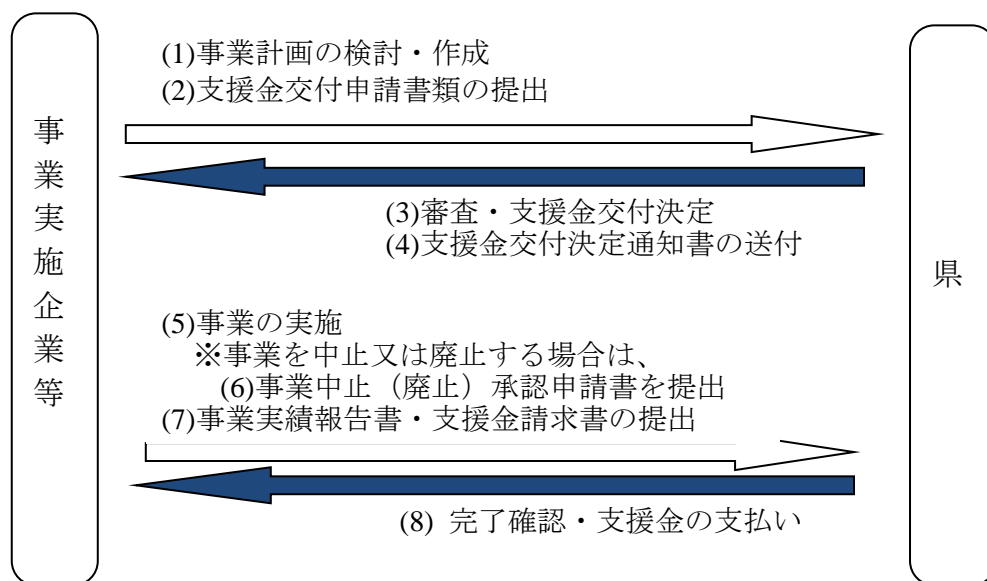 事業実施企業等
(1)事業計画の検討・作成
(2)支援金交付申請書類の提出
(3)審査・支援金交付決定
(4)支援金交付決定通知書の送付
県
(5)事業の実施
※事業を中止又は廃止する場合は、
(6)事業中止（廃止）承認申請書を提出
(7)事業実績報告書・支援金請求書の提出
(8) 完了確認・支援金の支払い